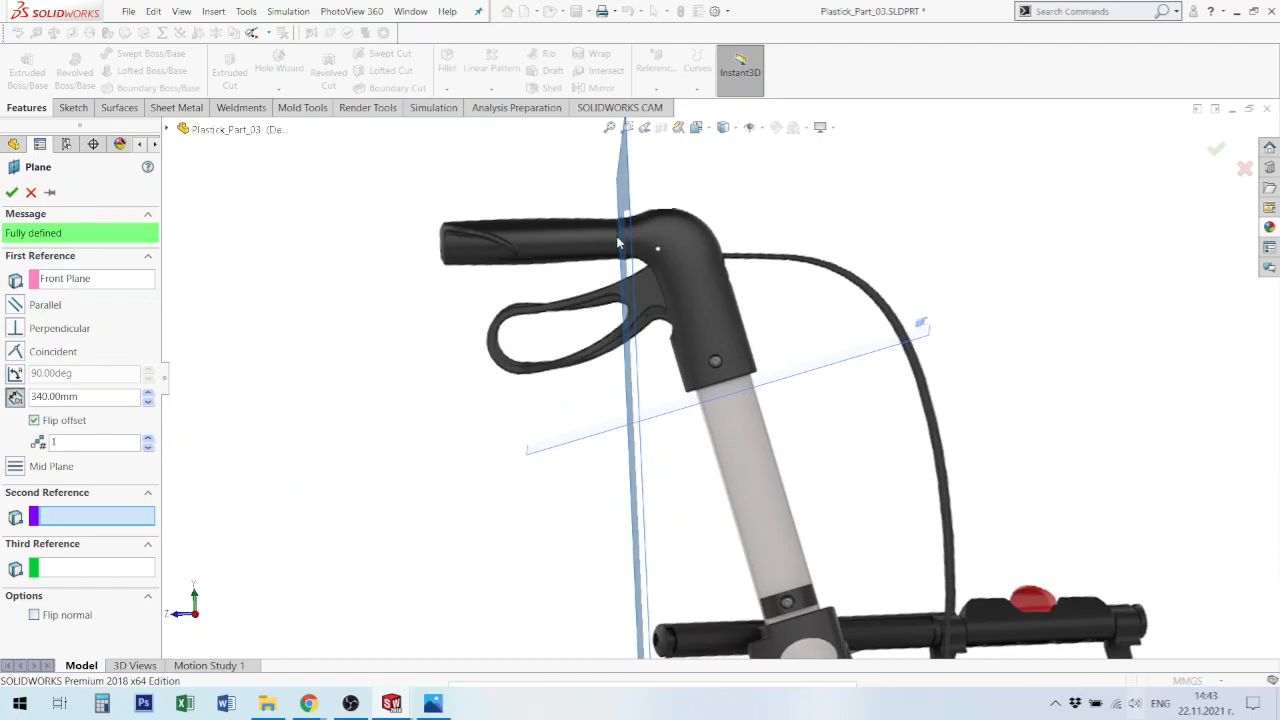 SOLIDWORKS File Edit View Insert Tools Simulation PhotoView 360 Window Help Plastick_Part_03.SLDPRT * Search Commands
Extruded Boss/Base
Revolved Boss/Base
Swept Boss/Base
Lofted Boss/Base
Boundary Boss/Base
Extruded Cut
Hole Wizard
Revolved Cut
Swept Cut
Lofted Cut
Boundary Cut
Fillet
Linear Pattern
Rib
Draft
Shell
Wrap
Intersect
Mirror
Referenc...
Curves
Instant3D
Features Sketch Surfaces Sheet Metal Weldments Mold Tools Render Tools Simulation Analysis Preparation SOLIDWORKS CAM
Plastick_Part_03 (De...
Plane
Message
Fully defined
First Reference
Front Plane
Parallel
Perpendicular
Coincident
90.00deg
340.00mm
Flip offset
1
Mid Plane
Second Reference
Third Reference
Options
Flip normal
Y
Z
Model 3D Views Motion Study 1
SOLIDWORKS Premium 2018 x64 Edition MMGS
ENG 14:43
22.11.2021 г.